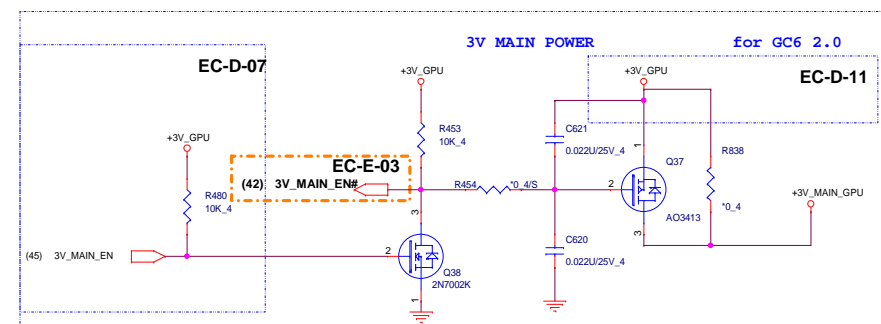 3V MAIN POWER
for GC6 2.0
EC-D-07
+3V_GPU
+3V_GPU
EC-D-11
R453
10K_4
C621
0.022U/25V_4
+3V_GPU
EC-E-03
(42) 3V_MAIN_EN#
R454
*0_4/S
1
Q37
R838
2
+3V_MAIN_GPU
R480
10K_4
AO3413
*0_4
3
3
(45) 3V_MAIN_EN
2
C620
0.022U/25V_4
Q38
2N7002K
1